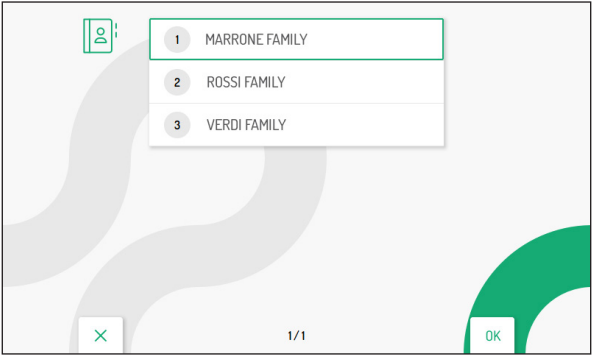 1 MARRONE FAMILY
2 ROSSI FAMILY
3 VERDI FAMILY
1/1
OK